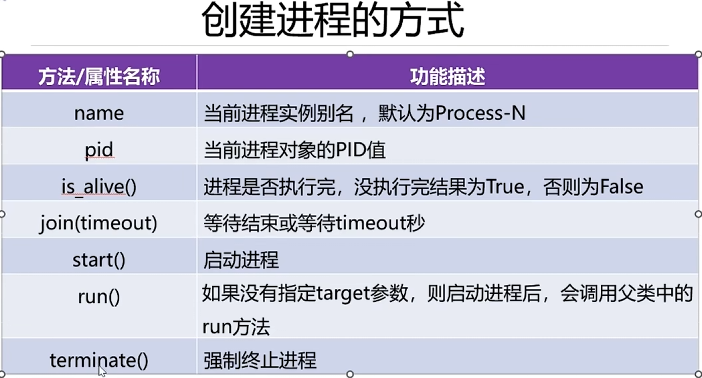 创建进程的方式
方法/属性名称 功能描述
name 当前进程实例别名，默认为Process-N
pid 当前进程对象的PID值
is_alive() 进程是否执行完，没执行完结果为True，否则为False
join(timeout) 等待结束或等待timeout秒
start() 启动进程
run() 如果没有指定target参数，则启动进程后，会调用父类中的
run方法
terminate() 强制终止进程